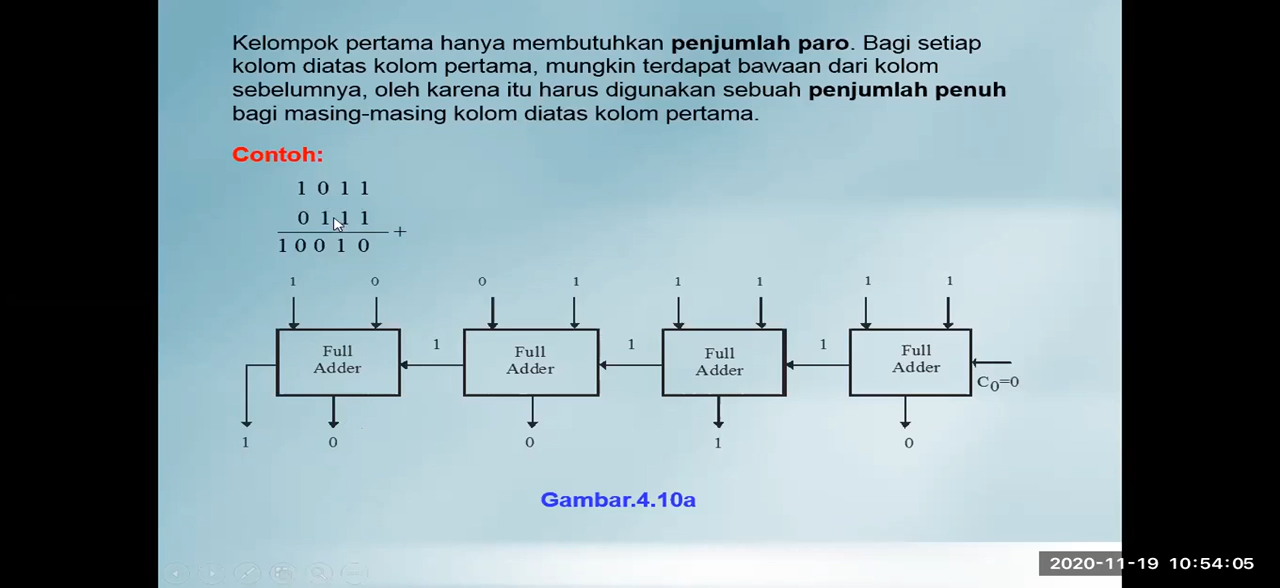 Kelompok pertama hanya membutuhkan penjumlah paro. Bagi setiap
kolom diatas kolom pertama, mungkin terdapat bawaan dari kolom
sebelumnya, oleh karena itu harus digunakan sebuah penjumlah penuh
bagi masing-masing kolom diatas kolom pertama.
Contoh:
1 0 1 1
0 1 1 1
+
1 0 0 1 0
1 0 0 1 1 1 1 1
1 1 1
Full Adder Full Adder Full Adder Full Adder
C0=0
1 0 0 1 0
Gambar.4.10a
2020-11-19 10:54:05